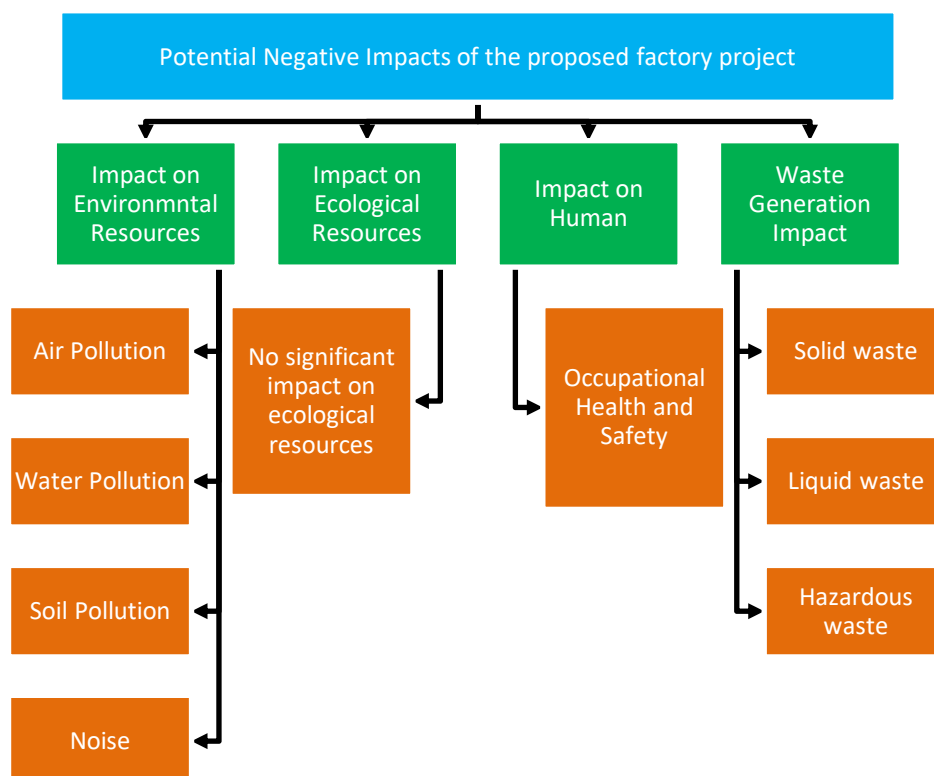 Potential Negative Impacts of the proposed factory project
Impact on
Environmntal
Resources
Impact on
Ecological
Resources
Impact on
Human
Waste
Generation
Impact
Air Pollution
Water Pollution
Soil Pollution
Noise
No significant
impact on
ecological
resources
Occupational
Health and
Safety
Solid waste
Liquid waste
Hazardous
waste